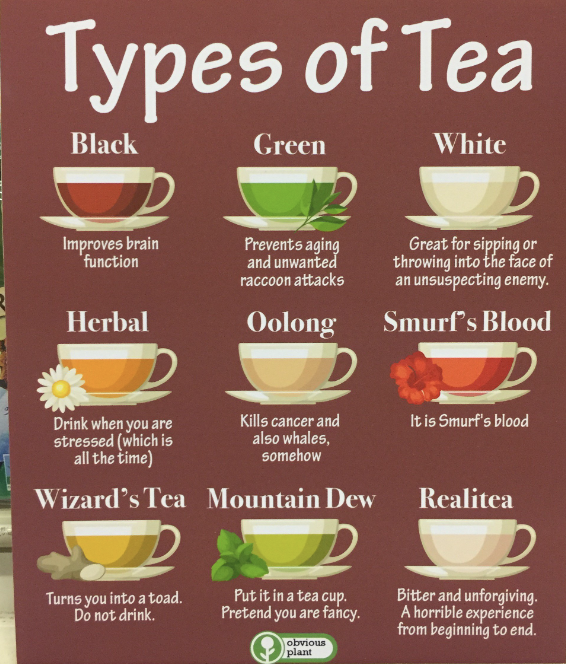 Types of Tea
Black
Improves brain
function
Green
Prevents aging
and unwanted
raccoon attacks
White
Great for sipping or
throwing into the face of
an unsuspecting enemy.
Herbal
Drink when you are
stressed (which is
all the time)
Oolong
Kills cancer and
also whales,
somehow
Smurf's Blood
It is Smurf's blood
Wizard's Tea
Turns you into a toad.
Do not drink.
Mountain Dew
Put it in a tea cup.
Pretend you are fancy.
Realitea
Bitter and unforgiving.
A horrible experience
from beginning to end.
obvious
plant